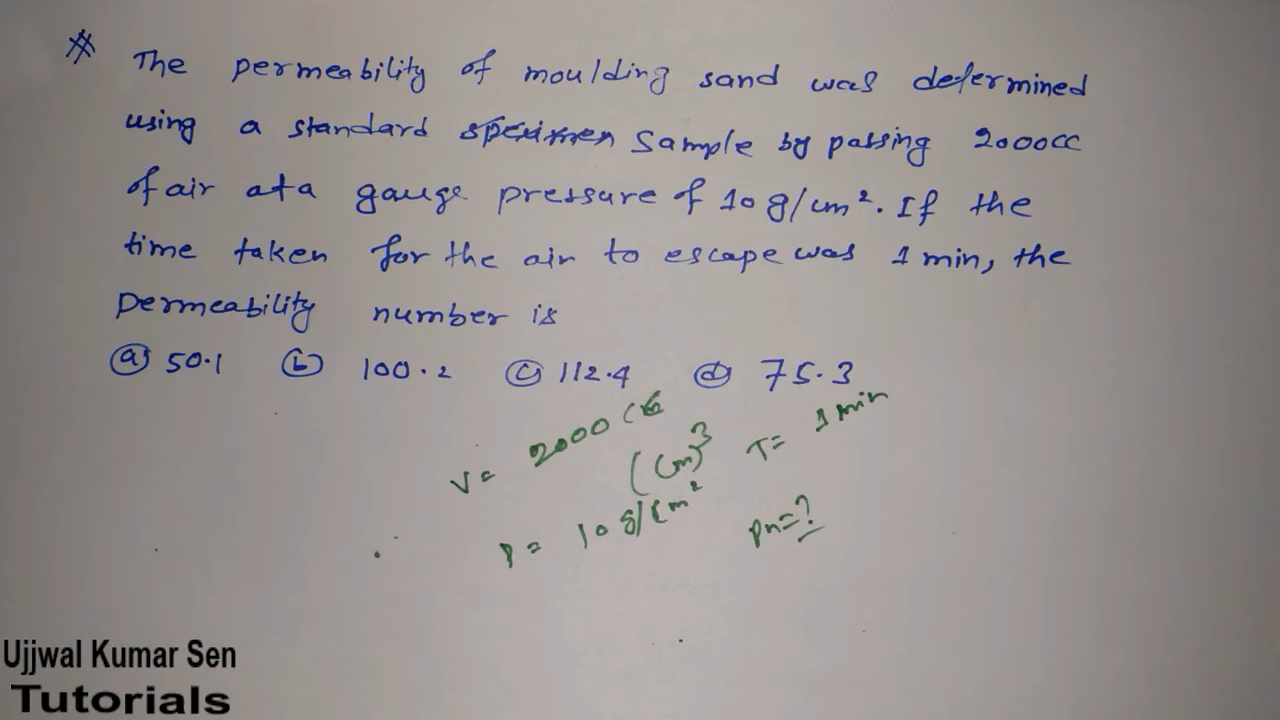 The permeability of moulding sand was determined
using a standard sample by passing 2000cc
of air at a gauge pressure of 10 g/cm². If the
time taken for the air to escape was 1 min, the
permeability number is
(a) 50.1 (b) 100.2 (c) 112.4 (d) 75.3
V= 2000 cc
(cm)³ T= 1 min
P= 10 g/cm² pn=?
Ujjwal Kumar Sen
Tutorials